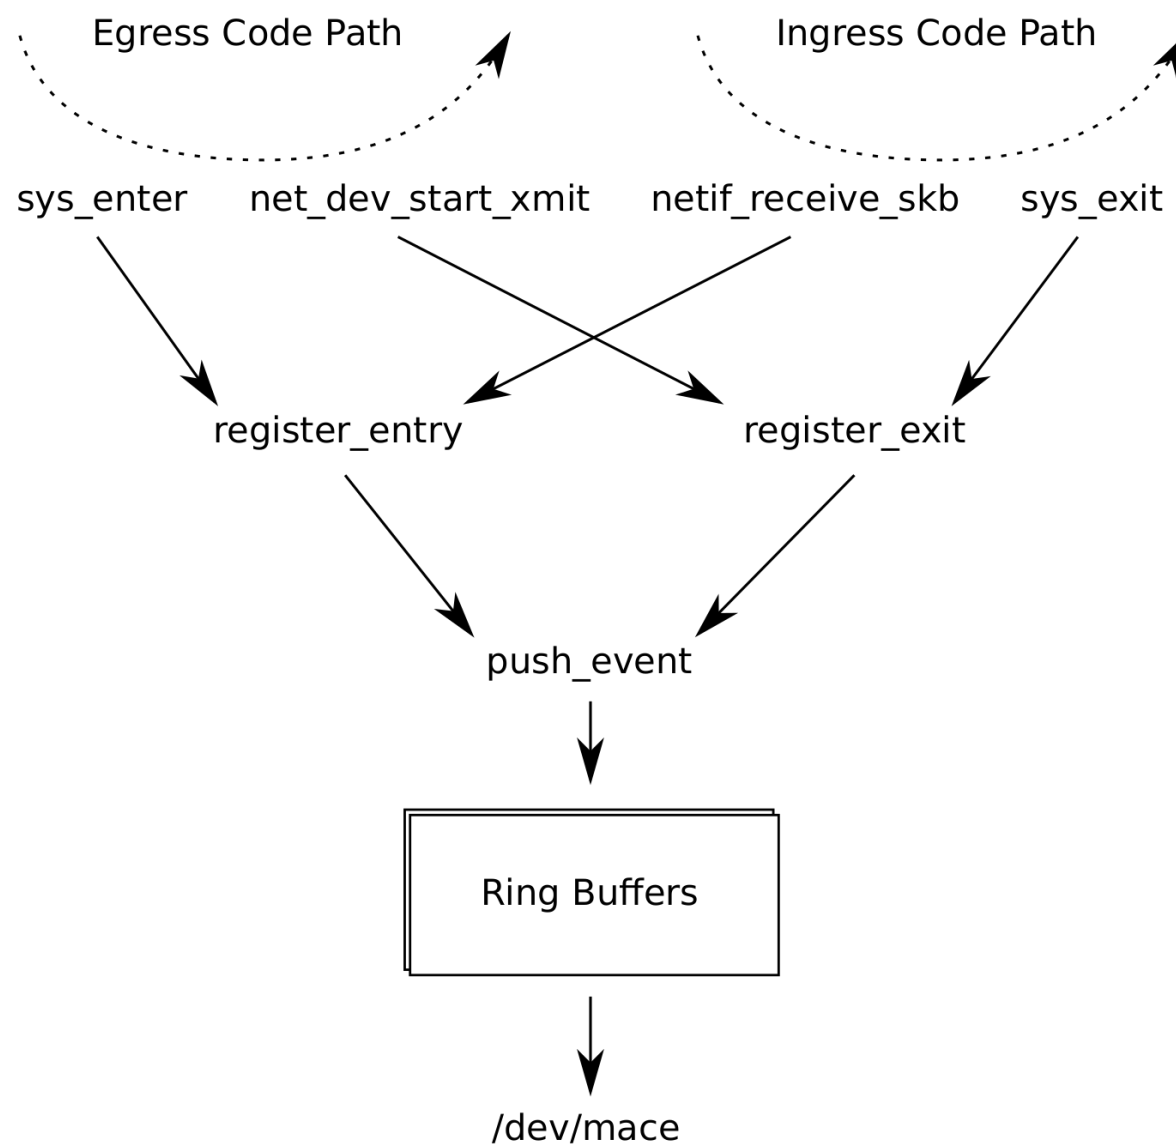 Egress Code Path
Ingress Code Path
sys_enter
net_dev_start_xmit
netif_receive_skb
sys_exit
register_entry
register_exit
push_event
Ring Buffers
/dev/mace